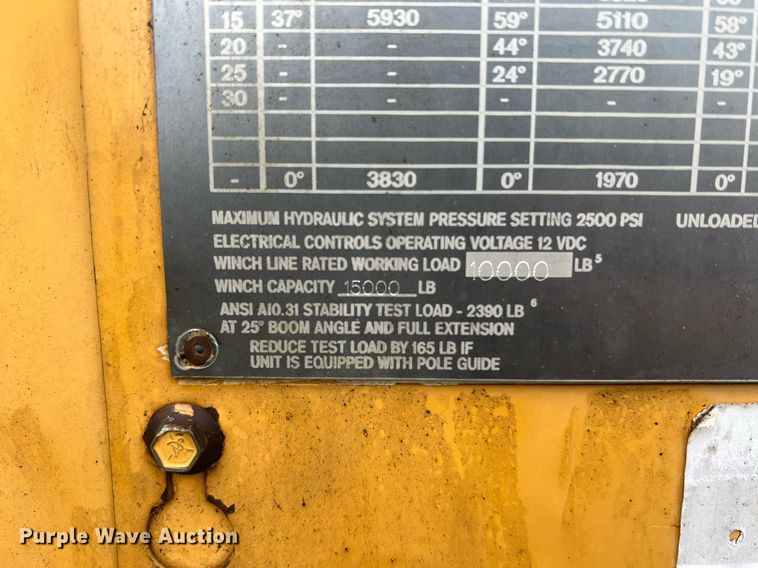 15 37° 5930 59° 5110 58°
20 - - 44° 3740 43°
25 - - 24° 2770 19°
30 - - - - -
- 0° 3830 0° 1970 0°
MAXIMUM HYDRAULIC SYSTEM PRESSURE SETTING 2500 PSI UNLOADED
ELECTRICAL CONTROLS OPERATING VOLTAGE 12 VDC
WINCH LINE RATED WORKING LOAD 10000 LB⁵
WINCH CAPACITY 15000 LB
ANSI A10.31 STABILITY TEST LOAD - 2390 LB ⁶
AT 25° BOOM ANGLE AND FULL EXTENSION
REDUCE TEST LOAD BY 165 LB IF
UNIT IS EQUIPPED WITH POLE GUIDE
Purple Wave Auction